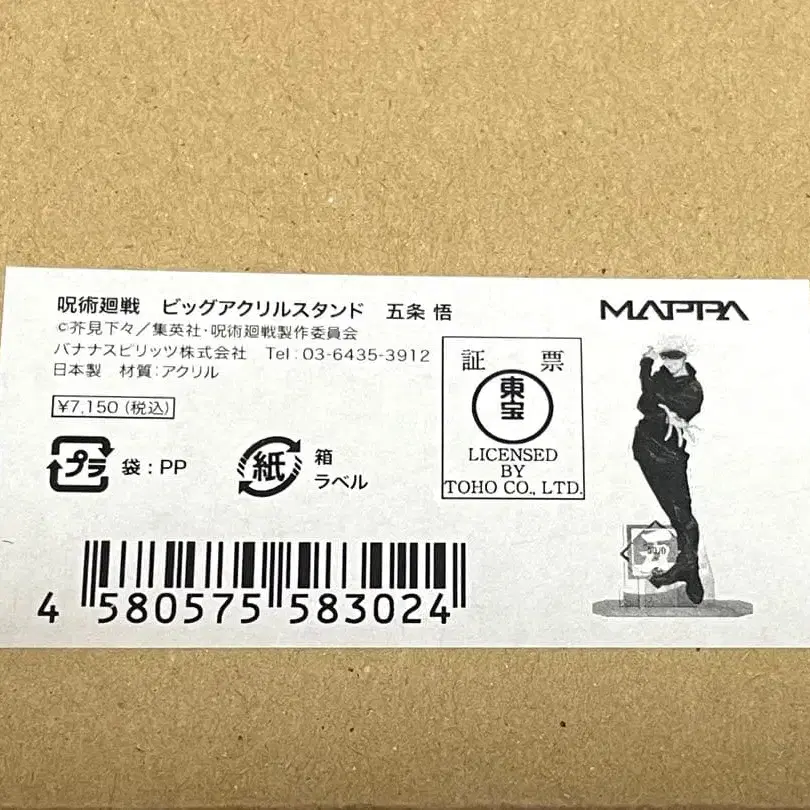 呪術廻戦 ビッグアクリルスタンド 五条 悟
©芥見下々／集英社・呪術廻戦製作委員会
バナナスピリッツ株式会社 Tel：03-6435-3912
日本製 材質：アクリル
¥7,150（税込）
プラ 袋：PP
紙 箱
ラベル
4 580575 583024
MAPPA
証 票
東宝
LICENSED
BY
TOHO CO., LTD.